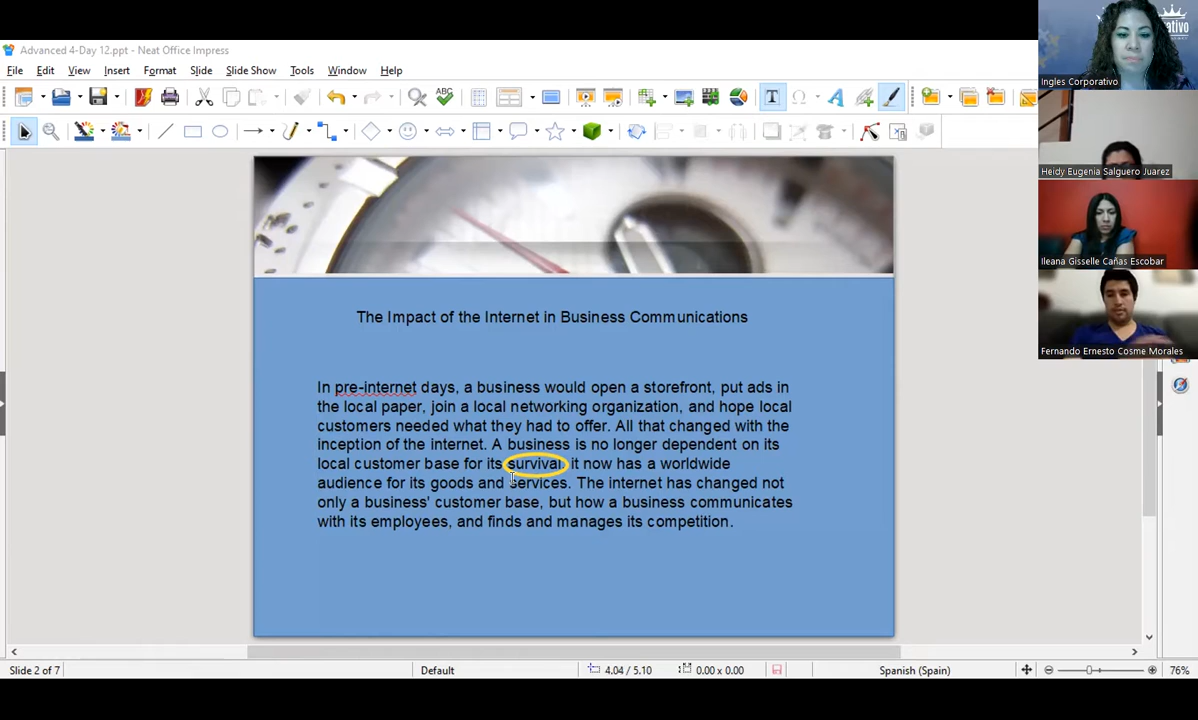 Advanced 4-Day 12.ppt - Neat Office Impress
File Edit View Insert Format Slide Slide Show Tools Window Help
Ingles Corporativo
Heidy Eugenia Salguero Juarez
Ileana Gisselle Cañas Escobar
Fernando Ernesto Cosme Morales
The Impact of the Internet in Business Communications
In pre-internet days, a business would open a storefront, put ads in
the local paper, join a local networking organization, and hope local
customers needed what they had to offer. All that changed with the
inception of the internet. A business is no longer dependent on its
local customer base for its survival, it now has a worldwide
audience for its goods and services. The internet has changed not
only a business' customer base, but how a business communicates
with its employees, and finds and manages its competition.
Slide 2 of 7 Default 4.04 / 5.10 0.00 x 0.00 Spanish (Spain) 76%